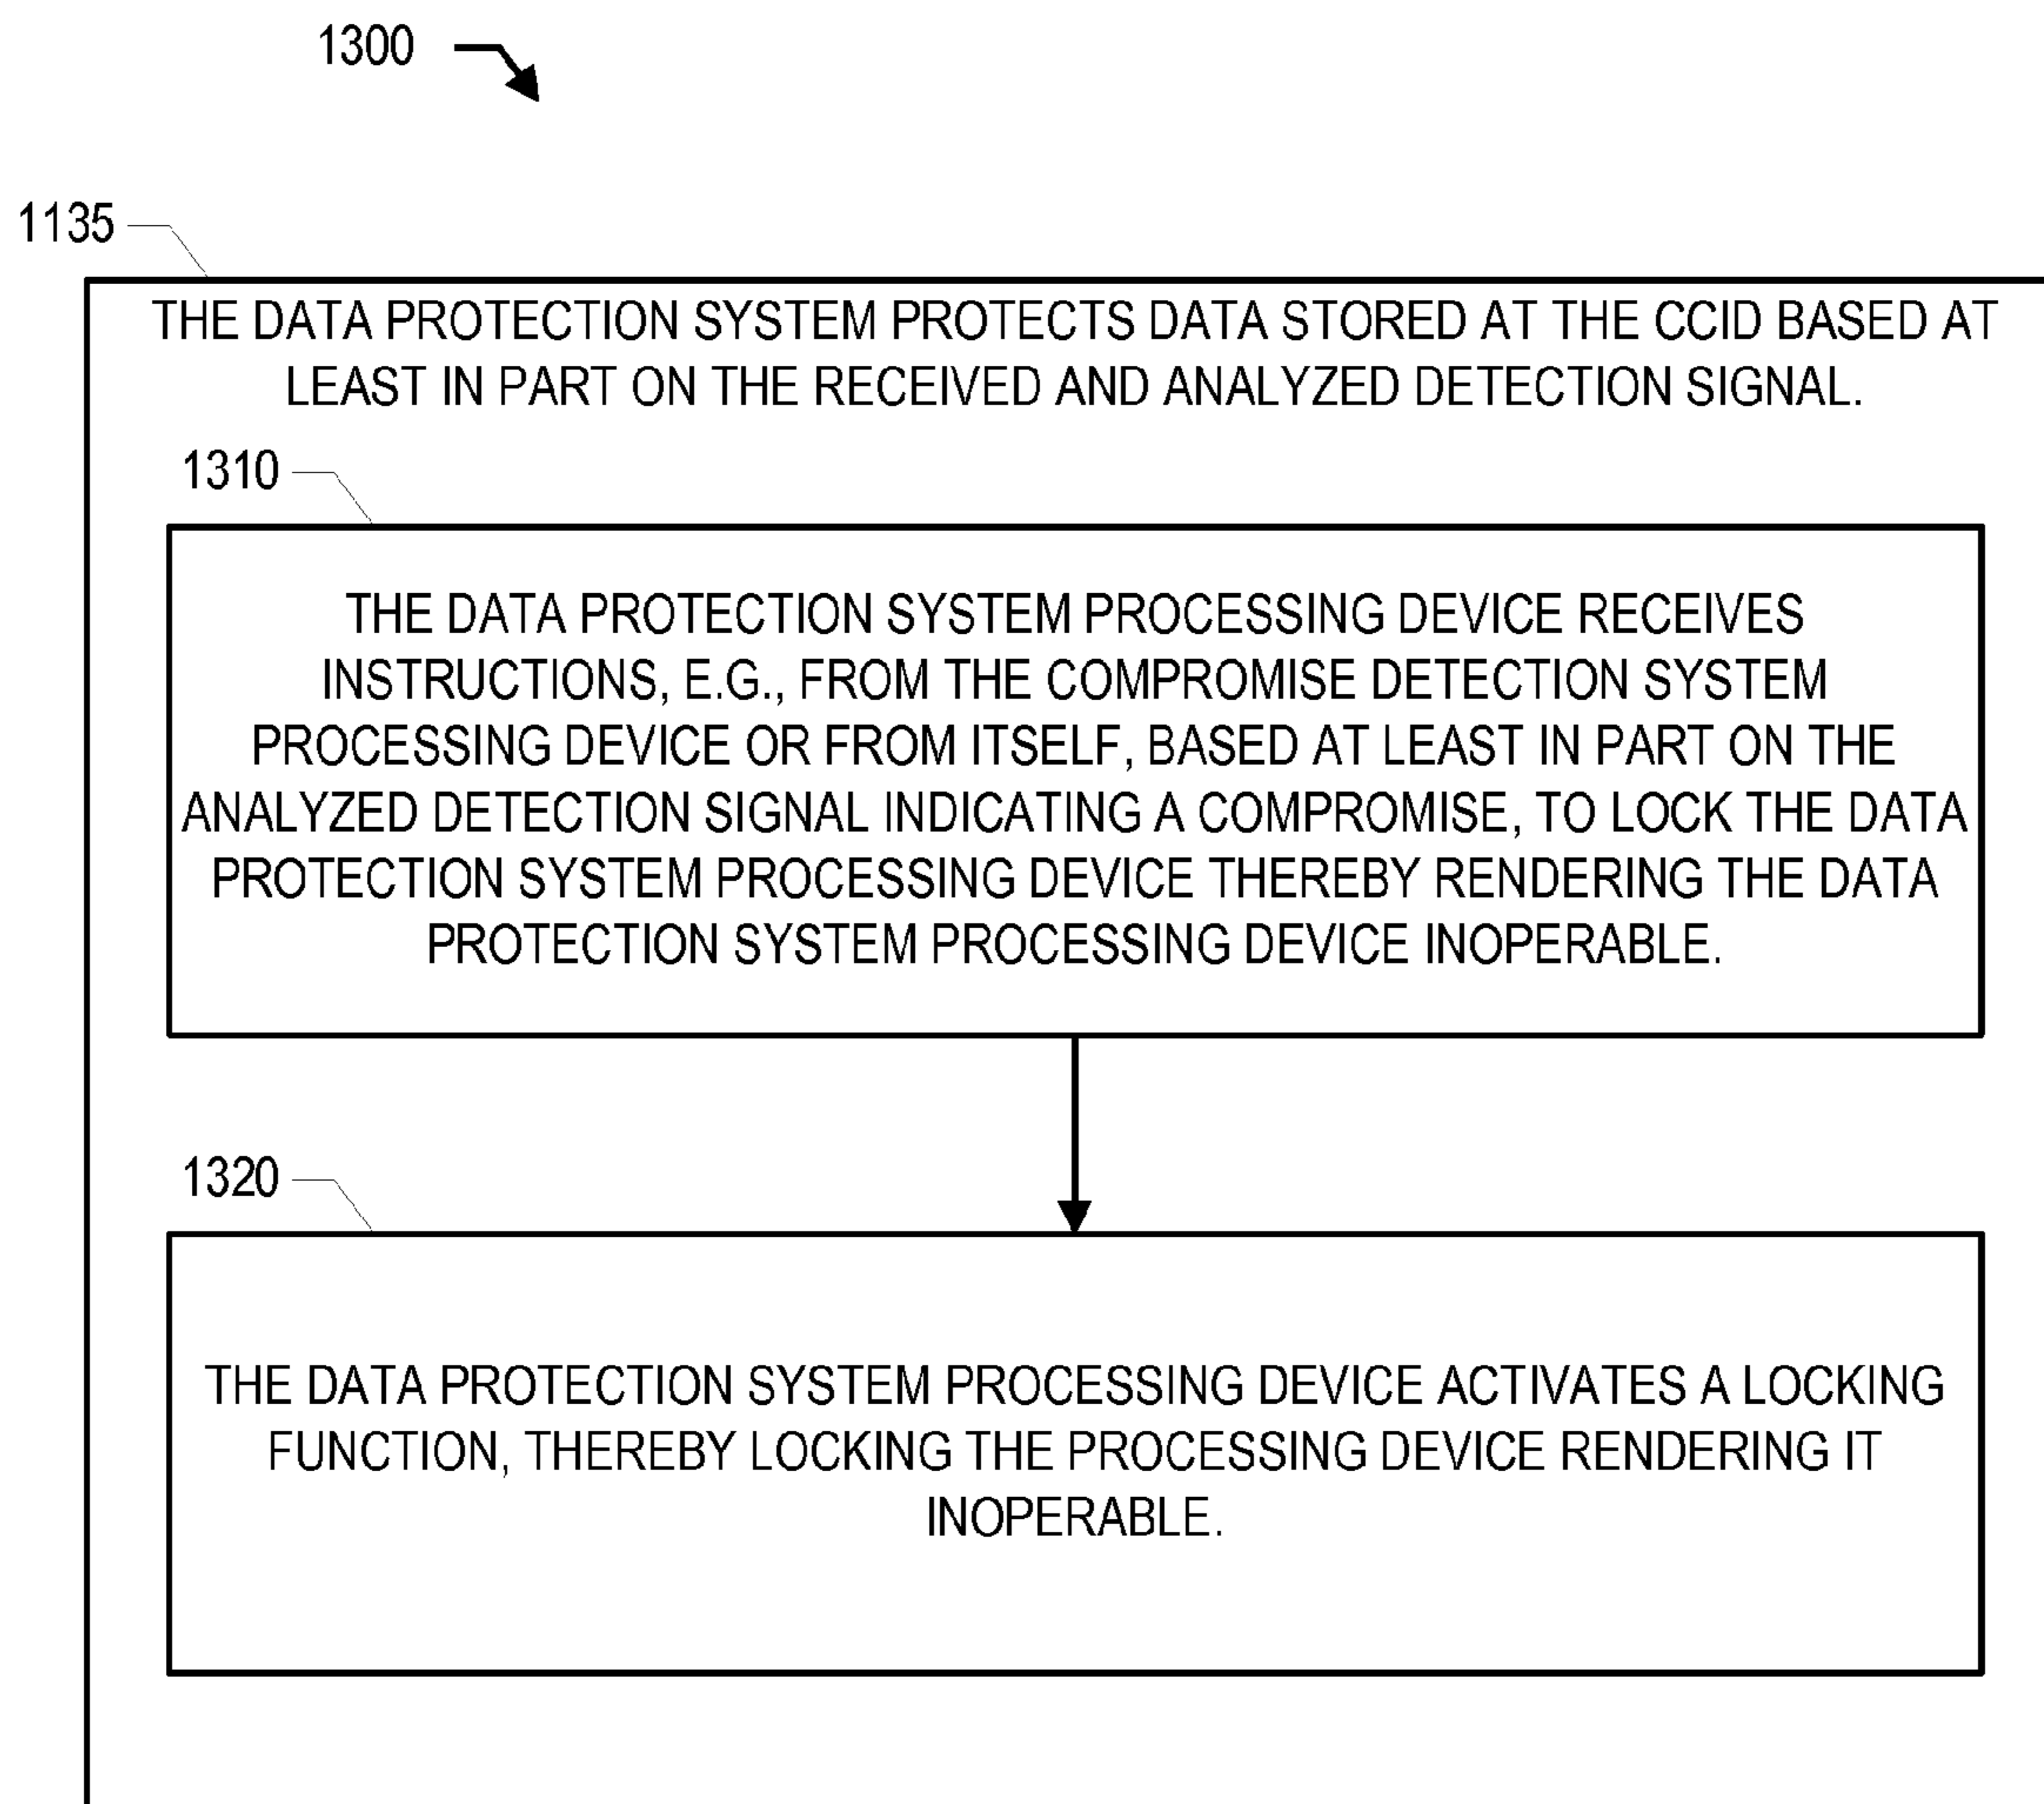 1300
1135
THE DATA PROTECTION SYSTEM PROTECTS DATA STORED AT THE CCID BASED AT
LEAST IN PART ON THE RECEIVED AND ANALYZED DETECTION SIGNAL.
1310
THE DATA PROTECTION SYSTEM PROCESSING DEVICE RECEIVES
INSTRUCTIONS, E.G., FROM THE COMPROMISE DETECTION SYSTEM
PROCESSING DEVICE OR FROM ITSELF, BASED AT LEAST IN PART ON THE
ANALYZED DETECTION SIGNAL INDICATING A COMPROMISE, TO LOCK THE DATA
PROTECTION SYSTEM PROCESSING DEVICE THEREBY RENDERING THE DATA
PROTECTION SYSTEM PROCESSING DEVICE INOPERABLE.
1320
THE DATA PROTECTION SYSTEM PROCESSING DEVICE ACTIVATES A LOCKING
FUNCTION, THEREBY LOCKING THE PROCESSING DEVICE RENDERING IT
INOPERABLE.